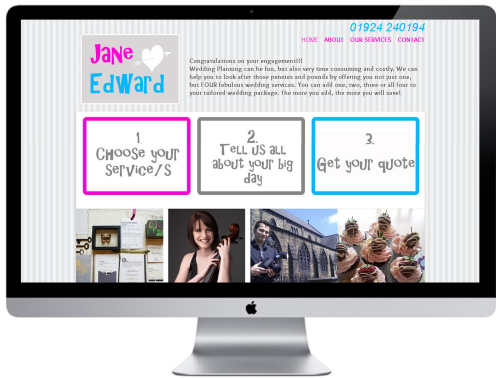 01924 240194
HOME ABOUT OUR SERVICES CONTACT
Jane
Edward
Congratulations on your engagement!!!
Wedding Planning can be fun, but also very time consuming and costly. We can
help you to look after those pennies and pounds by offering you not just one,
but FOUR fabulous wedding services. You can add one, two, three or all four to
your tailored wedding package. The more you add, the more you will save!
1.
Choose your
service/s
2.
Tell us all
about your big
day
3.
Get your quote